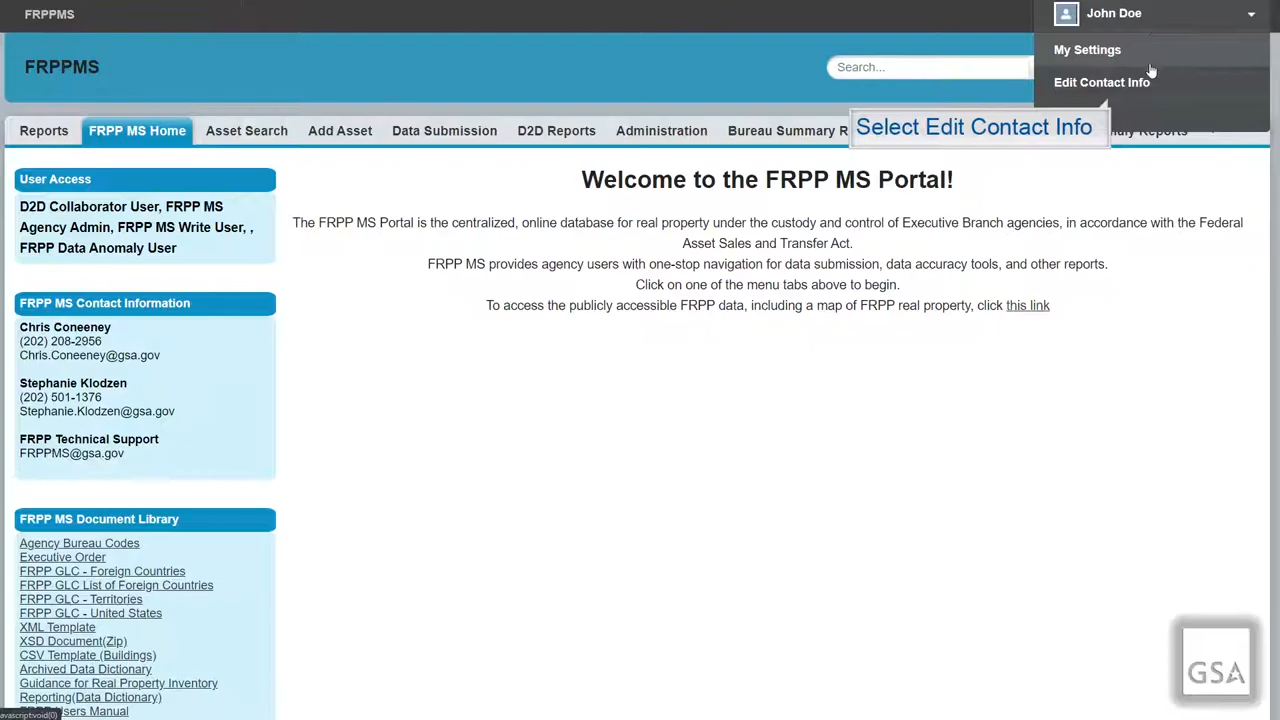 FRPPMS
John Doe
My Settings
Edit Contact Info
FRPPMS
Search...
Select Edit Contact Info
Reports
FRPP MS Home
Asset Search
Add Asset
Data Submission
D2D Reports
Administration
Bureau Summary R
Reports
User Access
D2D Collaborator User, FRPP MS
Agency Admin, FRPP MS Write User, ,
FRPP Data Anomaly User
FRPP MS Contact Information
Chris Coneeney
(202) 208-2956
Chris.Coneeney@gsa.gov
Stephanie Klodzen
(202) 501-1376
Stephanie.Klodzen@gsa.gov
FRPP Technical Support
FRPPMS@gsa.gov
FRPP MS Document Library
Agency Bureau Codes
Executive Order
FRPP GLC - Foreign Countries
FRPP GLC List of Foreign Countries
FRPP GLC - Territories
FRPP GLC - United States
XML Template
XSD Document(Zip)
CSV Template (Buildings)
Archived Data Dictionary
Guidance for Real Property Inventory
Reporting(Data Dictionary)
Users Manual
avascript:void(0)
Welcome to the FRPP MS Portal!
The FRPP MS Portal is the centralized, online database for real property under the custody and control of Executive Branch agencies, in accordance with the Federal
Asset Sales and Transfer Act.
FRPP MS provides agency users with one-stop navigation for data submission, data accuracy tools, and other reports.
Click on one of the menu tabs above to begin.
To access the publicly accessible FRPP data, including a map of FRPP real property, click this link
GSA